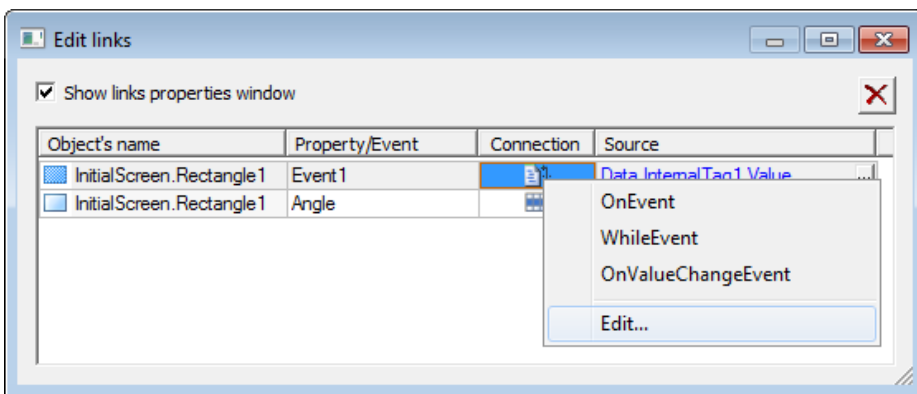 Edit links
Show links properties window
Object's name Property/Event Connection Source
InitialScreen.Rectangle1 Event1 Data.InternalTag1.Value ...
InitialScreen.Rectangle1 Angle
OnEvent
WhileEvent
OnValueChangeEvent
Edit...